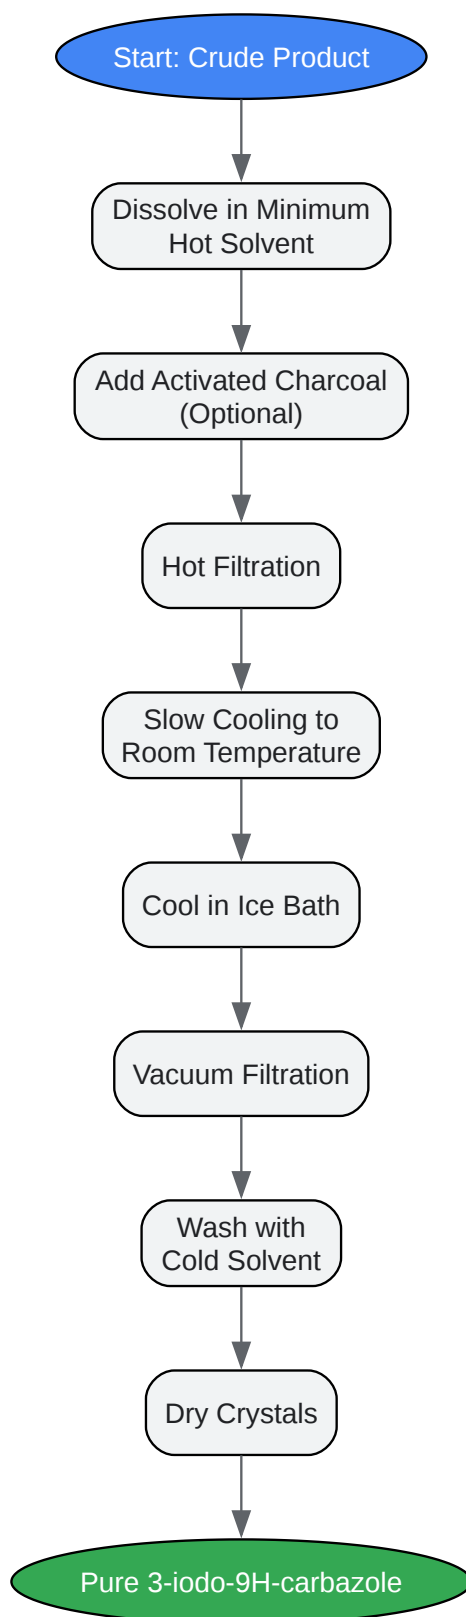 Start: Crude Product
Dissolve in Minimum
Hot Solvent
Add Activated Charcoal
(Optional)
Hot Filtration
Slow Cooling to
Room Temperature
Cool in Ice Bath
Vacuum Filtration
Wash with
Cold Solvent
Dry Crystals
Pure 3-iodo-9H-carbazole